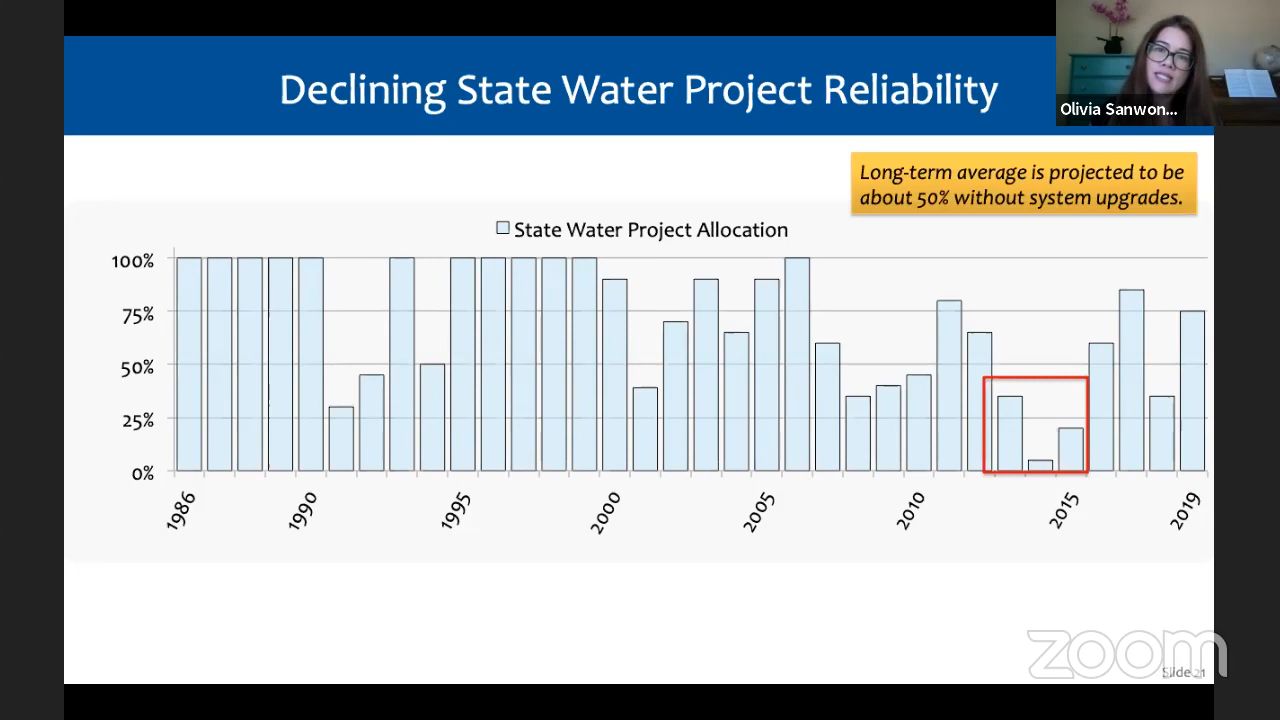 Declining State Water Project Reliability
Olivia Sanwon...
Long-term average is projected to be
about 50% without system upgrades.
State Water Project Allocation
100%
75%
50%
25%
0%
1986
1990
1995
2000
2005
2010
2015
2019
zoom
Slide 21